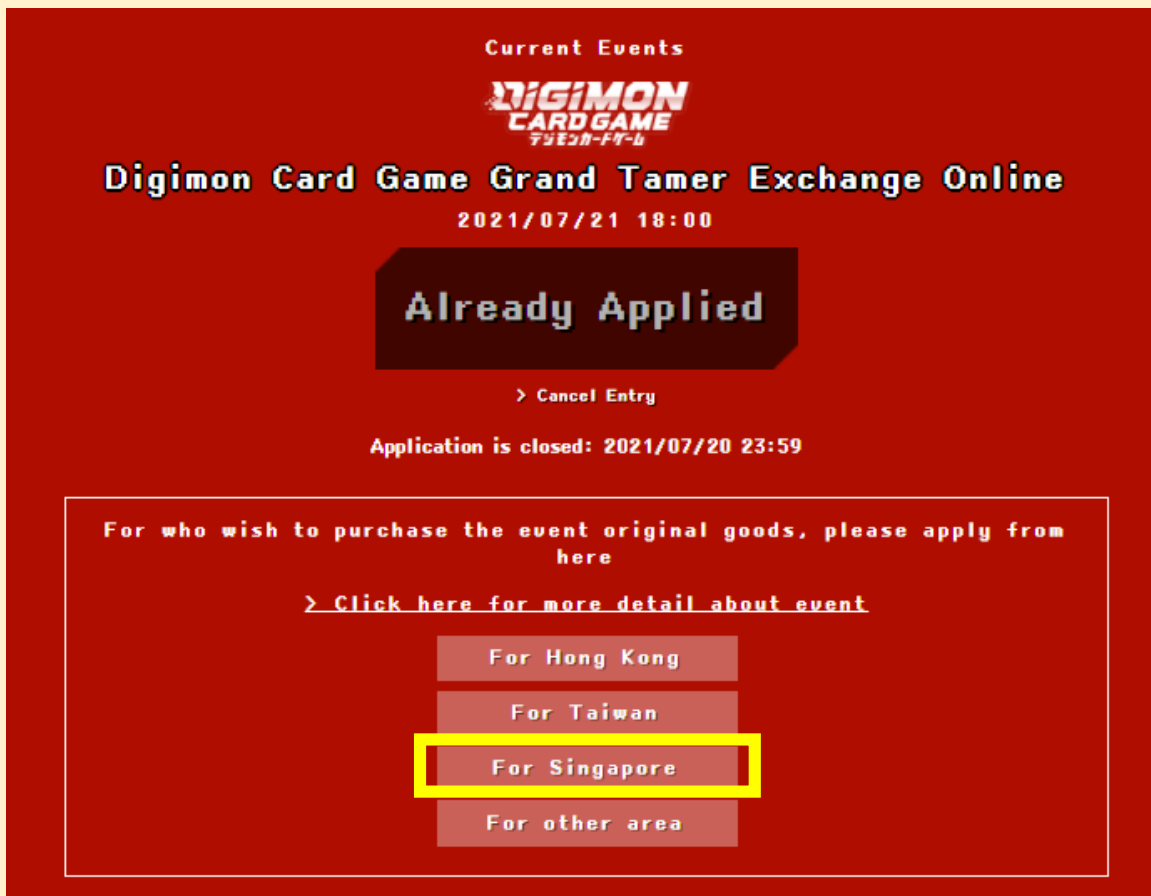 Current Events
DIGIMON
CARD GAME
デジモンカードゲーム
Digimon Card Game Grand Tamer Exchange Online
2021/07/21 18:00
Already Applied
> Cancel Entry
Application is closed: 2021/07/20 23:59
For who wish to purchase the event original goods, please apply from
here
> Click here for more detail about event
For Hong Kong
For Taiwan
For Singapore
For other area